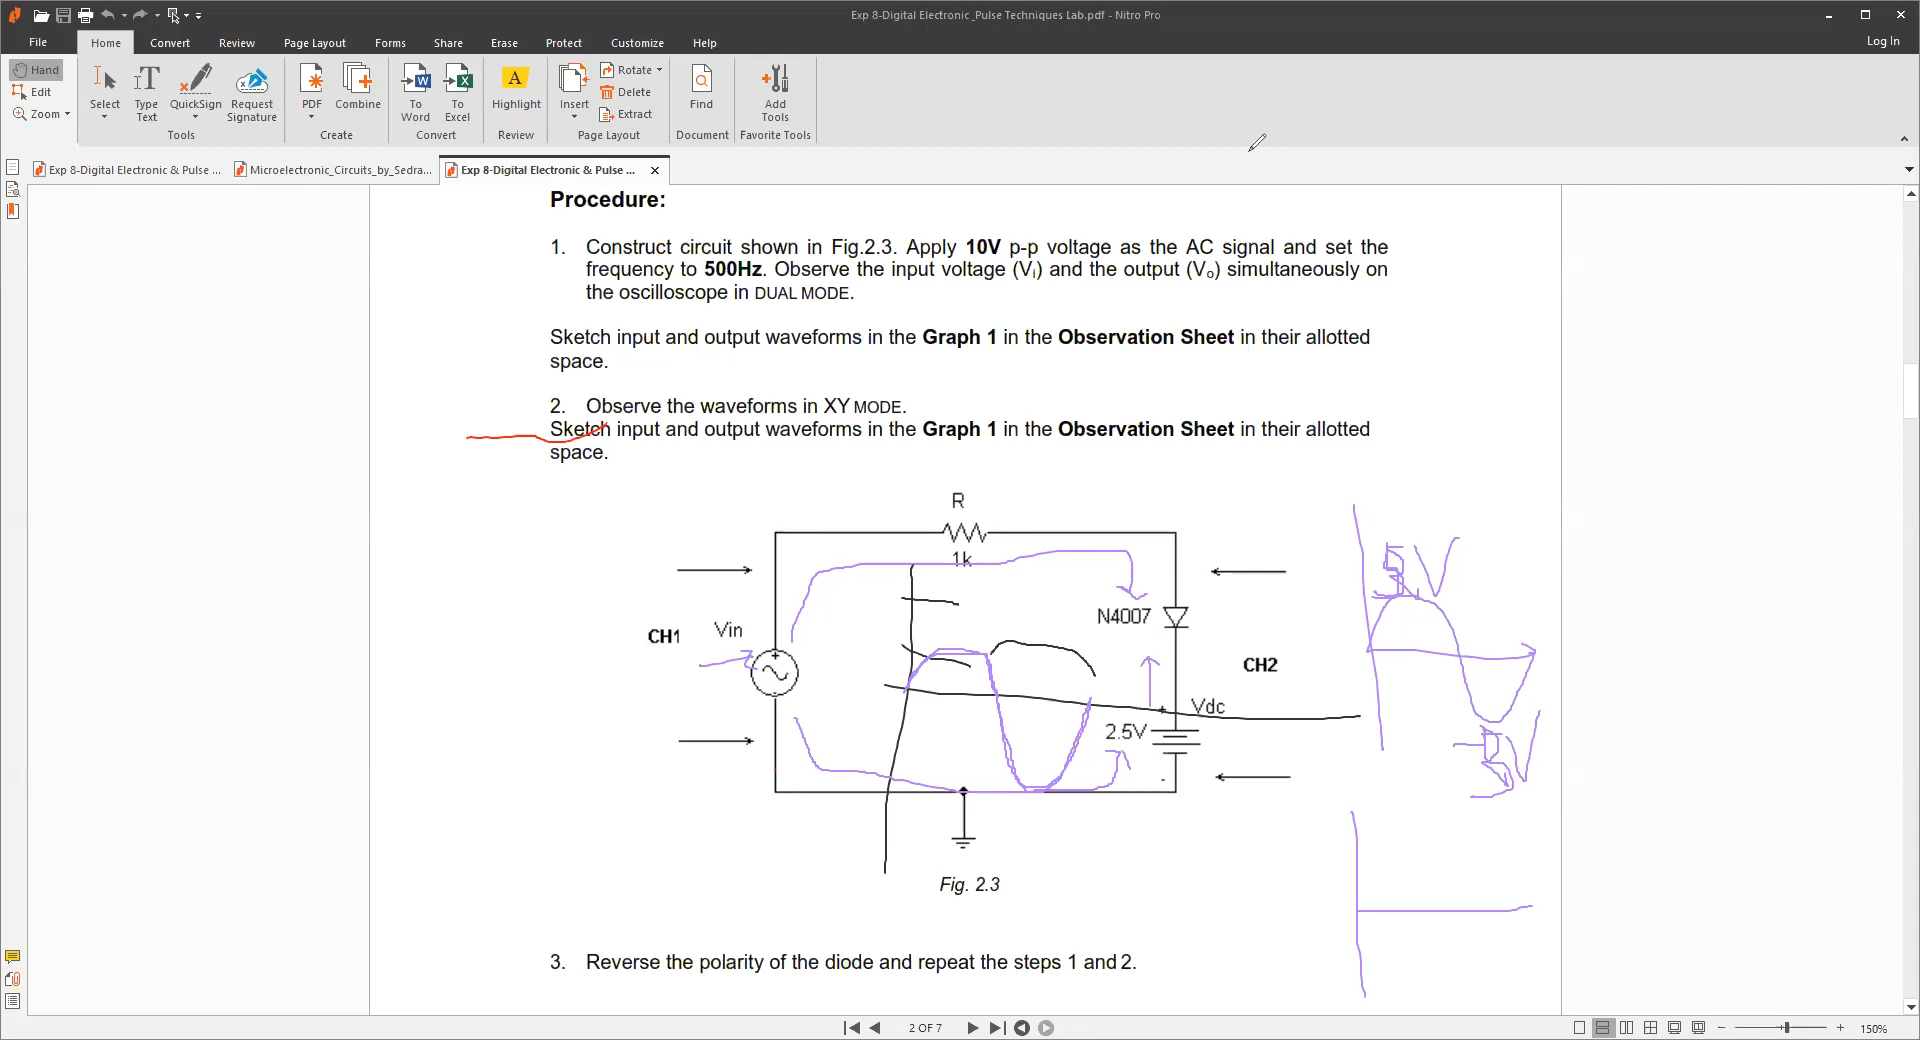 Exp 8-Digital Electronic _Pulse Techniques Lab.pdf - Nitro Pro
File Home Convert Review Page Layout Forms Share Erase Protect Customize Help Log In
Hand
Edit
Zoom
Select
Type Text
QuickSign
Request Signature
Tools
PDF
Combine
Create
To Word
To Excel
Convert
Highlight
Review
Insert
Rotate
Delete
Extract
Page Layout
Find
Document
Add Tools
Favorite Tools
Exp 8-Digital Electronic & Pulse ... Microelectronic_Circuits_by_Sedra... Exp 8-Digital Electronic & Pulse ...
Procedure:
1. Construct circuit shown in Fig.2.3. Apply 10V p-p voltage as the AC signal and set the
frequency to 500Hz. Observe the input voltage (Vi) and the output (Vo) simultaneously on
the oscilloscope in DUAL MODE.
Sketch input and output waveforms in the Graph 1 in the Observation Sheet in their allotted
space.
2. Observe the waveforms in XY MODE.
Sketch input and output waveforms in the Graph 1 in the Observation Sheet in their allotted
space.
R
1k
5V
N4007
CH1 Vin
CH2
Vdc
2.5V
-5V
Fig. 2.3
3. Reverse the polarity of the diode and repeat the steps 1 and 2.
2 OF 7
150%